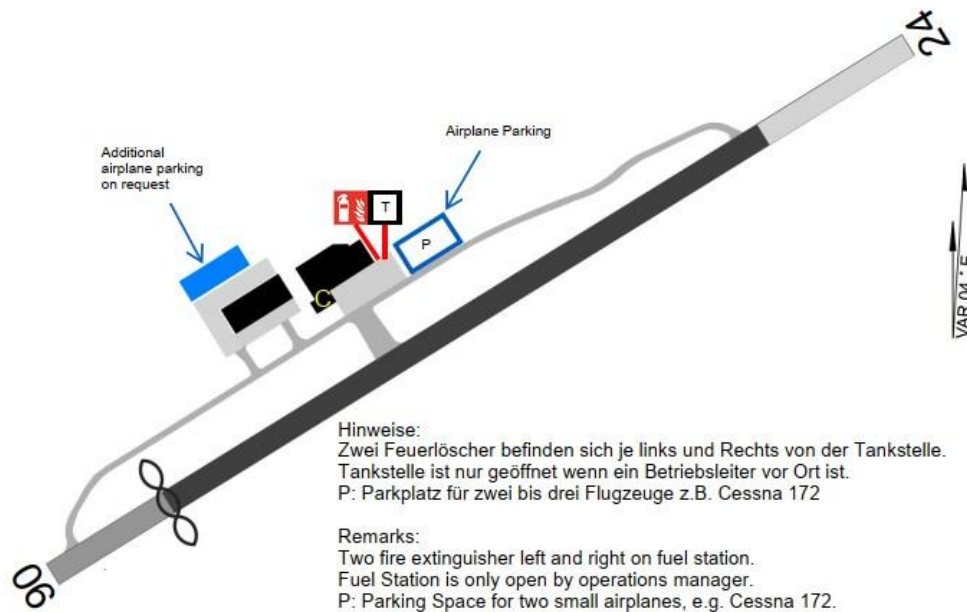 24
Airplane Parking
Additional
airplane parking
on request
T
P
C
VAR 04° E
Hinweise:
Zwei Feuerlöscher befinden sich je links und Rechts von der Tankstelle.
Tankstelle ist nur geöffnet wenn ein Betriebsleiter vor Ort ist.
P: Parkplatz für zwei bis drei Flugzeuge z.B. Cessna 172
Remarks:
Two fire extinguisher left and right on fuel station.
Fuel Station is only open by operations manager.
P: Parking Space for two small airplanes, e.g. Cessna 172.
06